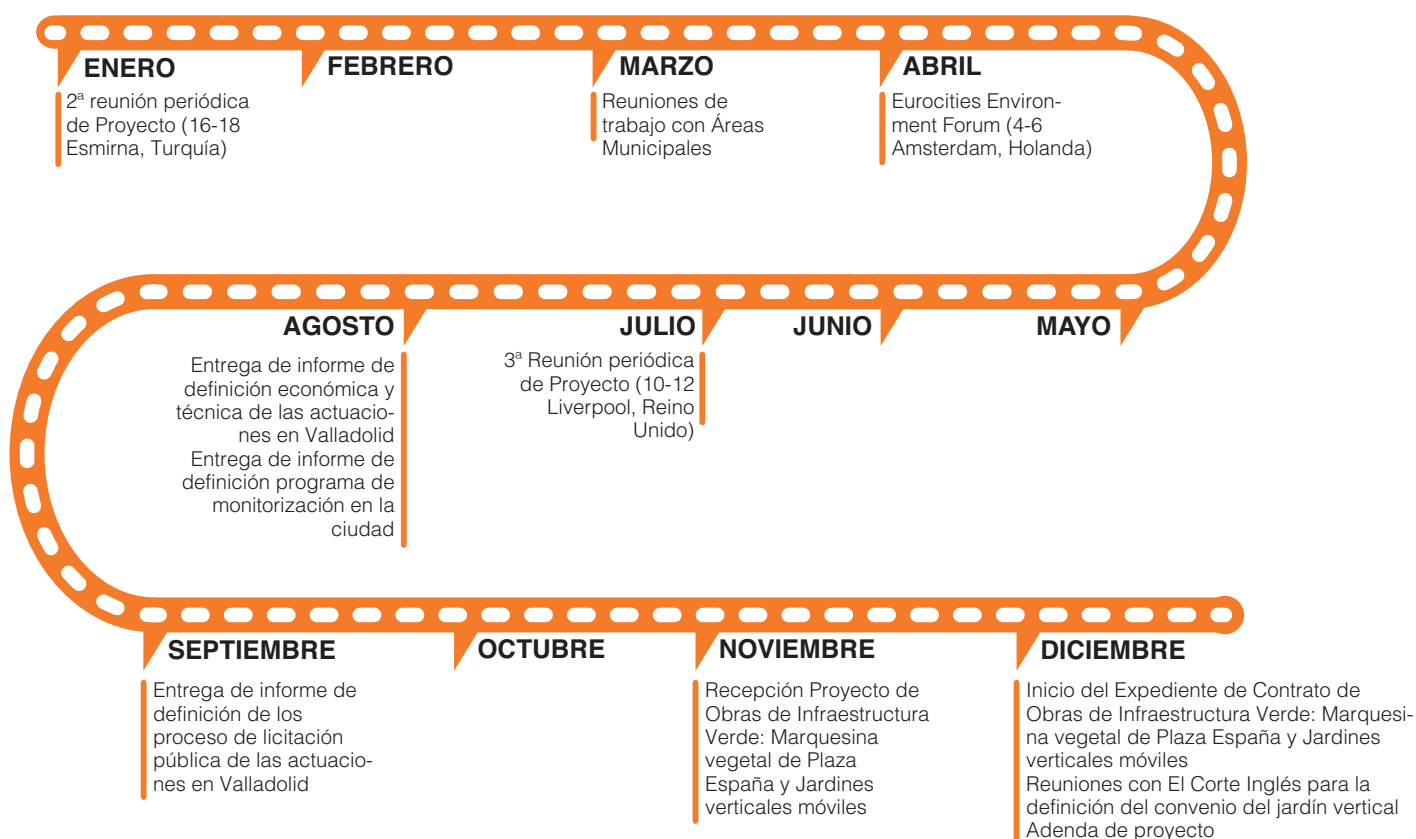 ENERO
2ª reunión periódica
de Proyecto (16-18
Esmirna, Turquía)
FEBRERO
MARZO
Reuniones de
trabajo con Áreas
Municipales
ABRIL
Eurocities Environ-
ment Forum (4-6
Amsterdam, Holanda)
MAYO
JUNIO
JULIO
3ª Reunión periódica
de Proyecto (10-12
Liverpool, Reino
Unido)
AGOSTO
Entrega de informe de
definición económica y
técnica de las actuacio-
nes en Valladolid
Entrega de informe de
definición programa de
monitorización en la
ciudad
SEPTIEMBRE
Entrega de informe de
definición de los
proceso de licitación
pública de las actuacio-
nes en Valladolid
OCTUBRE
NOVIEMBRE
Recepción Proyecto de
Obras de Infraestructura
Verde: Marquesina
vegetal de Plaza
España y Jardines
verticales móviles
DICIEMBRE
Inicio del Expediente de Contrato de
Obras de Infraestructura Verde: Marquesi-
na vegetal de Plaza España y Jardines
verticales móviles
Reuniones con El Corte Inglés para la
definición del convenio del jardín vertical
Adenda de proyecto